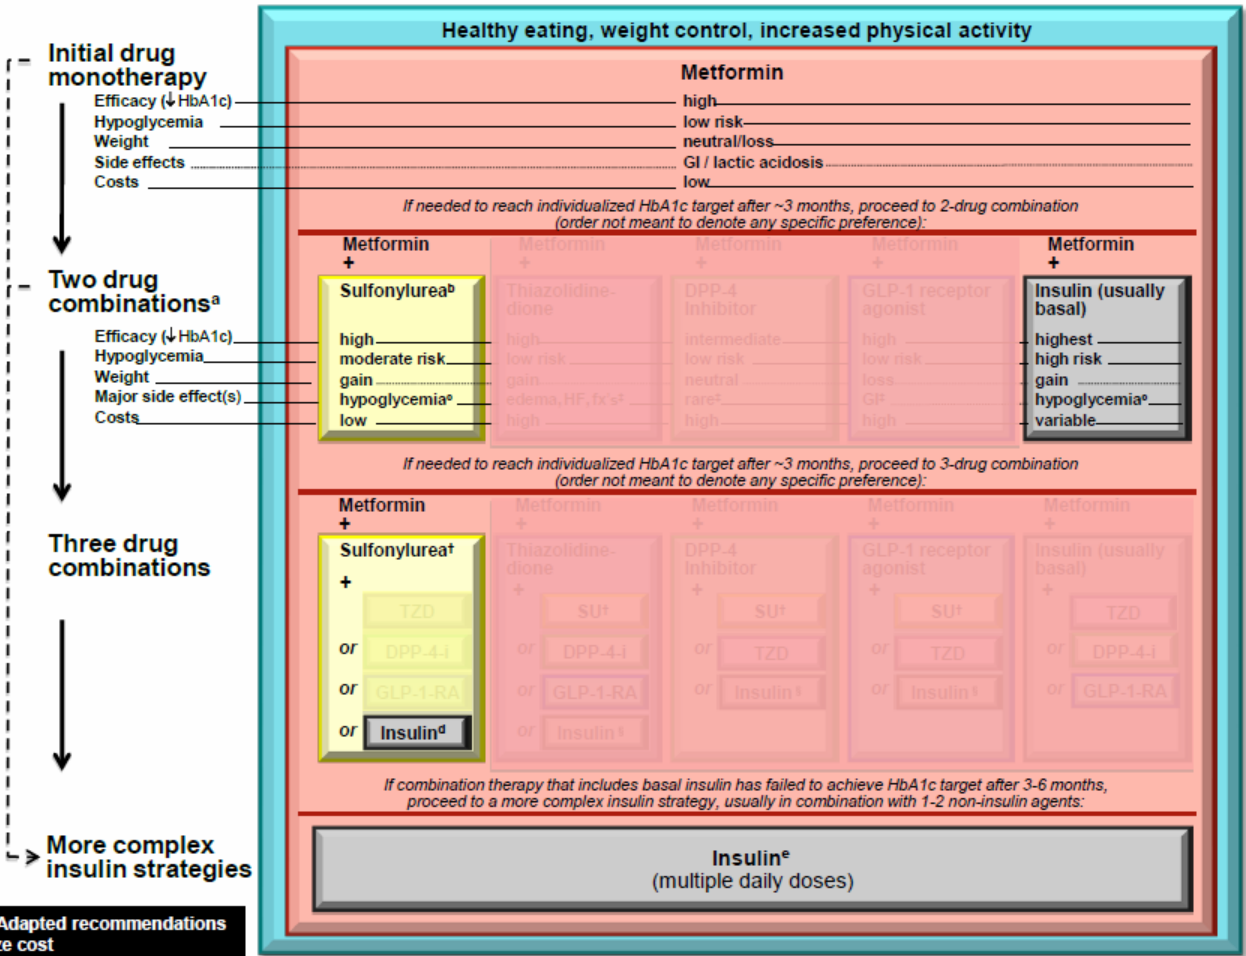 Healthy eating, weight control, increased physical activity
Initial drug
monotherapy
Metformin
Efficacy (↓HbA1c) high
Hypoglycemia low risk
Weight neutral/loss
Side effects GI / lactic acidosis
Costs low
If needed to reach individualized HbA1c target after ~3 months, proceed to 2-drug combination
(order not meant to denote any specific preference):
Metformin Metformin Metformin Metformin Metformin
+ + + + +
Two drug
combinationsᵃ
Sulfonylureaᵇ Thiazolidine- DPP-4 GLP-1 receptor Insulin (usually
dione Inhibitor agonist basal)
Efficacy (↓HbA1c) high high intermediate high highest
Hypoglycemia moderate risk low risk low risk low risk high risk
Weight gain gain neutral loss gain
Major side effect(s) hypoglycemiaᶜ edema, HF, fx's‡ rare‡ GI‡ hypoglycemiaᶜ
Costs low high high high variable
If needed to reach individualized HbA1c target after ~3 months, proceed to 3-drug combination
(order not meant to denote any specific preference):
Metformin Metformin Metformin Metformin Metformin
+ + + + +
Three drug
combinations
Sulfonylurea† Thiazolidine- DPP-4 GLP-1 receptor Insulin (usually
dione Inhibitor agonist basal)
+ + + + +
TZD SU† SU† SU† TZD
or DPP-4-i or DPP-4-i or TZD or TZD or DPP-4-i
or GLP-1-RA or GLP-1-RA or Insulin§ or Insulin§ or GLP-1-RA
or Insulinᵈ or Insulin§
If combination therapy that includes basal insulin has failed to achieve HbA1c target after 3-6 months,
proceed to a more complex insulin strategy, usually in combination with 1-2 non-insulin agents:
More complex
insulin strategies
Insulinᵉ
(multiple daily doses)
Adapted recommendations
cost